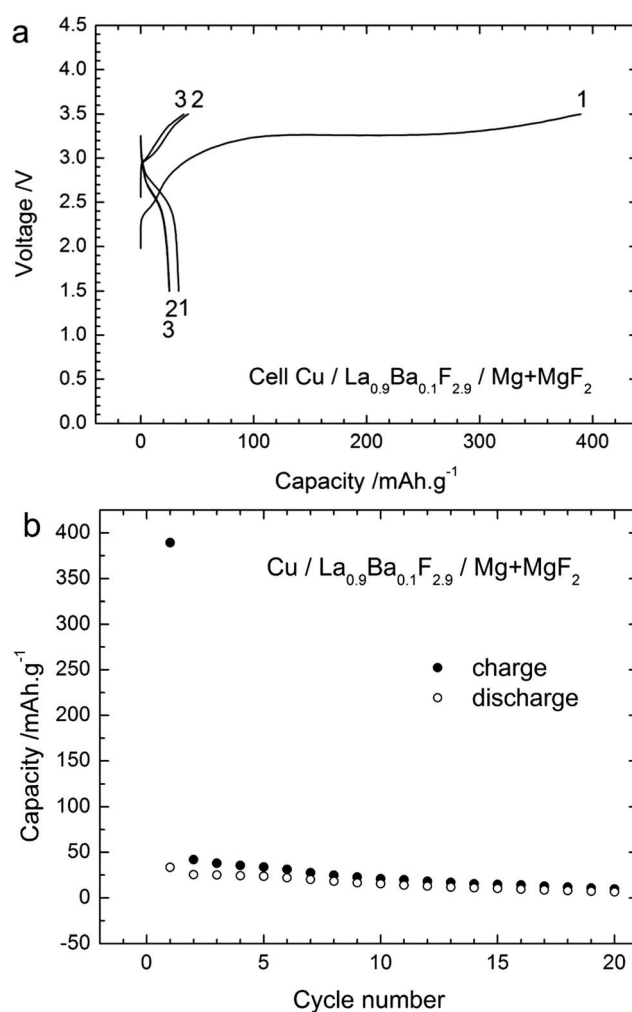 a
4.5
4.0
3.5
3.0
2.5
2.0
1.5
1.0
0.5
0.0
Voltage /V
3 2
1
21
3
Cell Cu / La0.9Ba0.1F2.9 / Mg+MgF2
0 100 200 300 400
Capacity /mAh.g-1
b
400
350
300
250
200
150
100
50
0
-50
Capacity /mAh.g-1
Cu / La0.9Ba0.1F2.9 / Mg+MgF2
charge
discharge
0 5 10 15 20
Cycle number